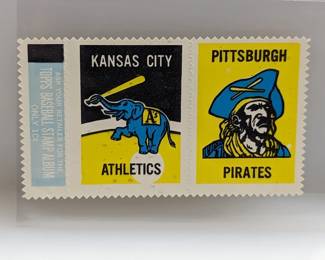 ASK YOUR RETAILER FOR THE
TOPPS BASEBALL STAMP ALBUM
ONLY 10¢
KANSAS CITY
A's
ATHLETICS
PITTSBURGH
PIRATES